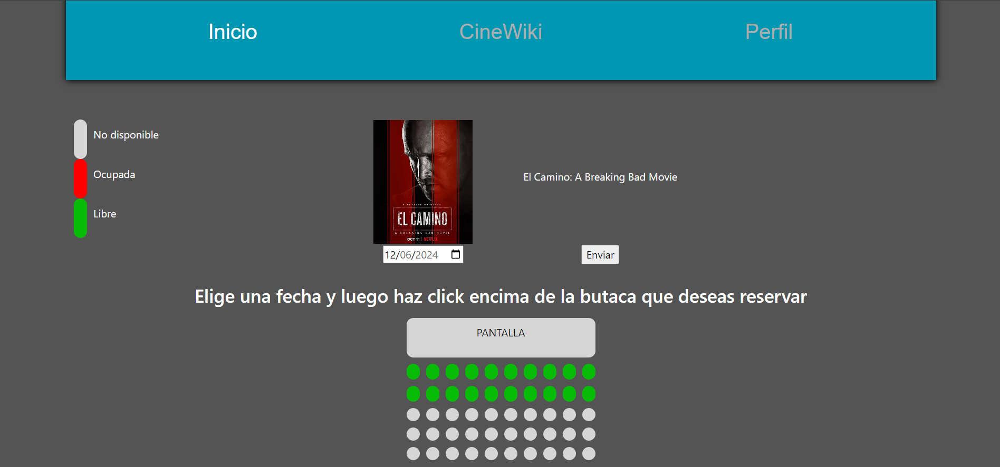 Inicio CineWiki Perfil
No disponible
Ocupada
Libre
A NETFLIX ORIGINAL
EL CAMINO
A BREAKING BAD MOVIE
OCT 11 | NETFLIX
El Camino: A Breaking Bad Movie
12/06/2024
Enviar
Elige una fecha y luego haz click encima de la butaca que deseas reservar
PANTALLA